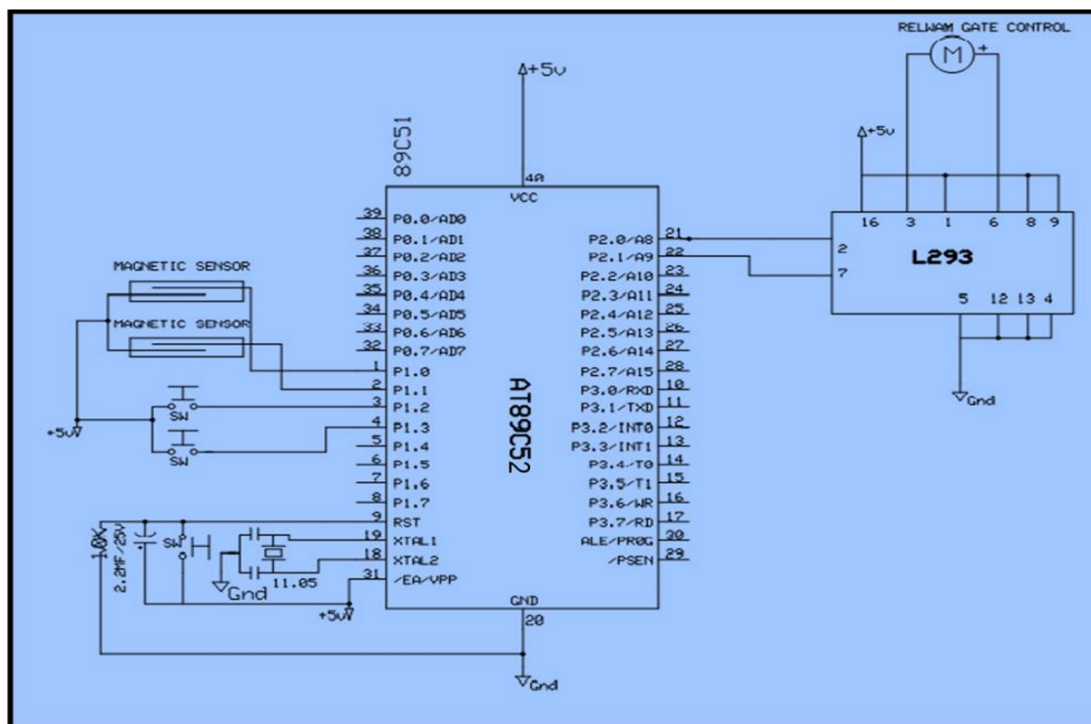 RELWAM GATE CONTROL
M
+
+5v
+5v
16 3 1 6 8 9
L293
2
7
5 12 13 4
Gnd
89C51
40
VCC
AT89C52
39 P0.0/AD0
38 P0.1/AD1
37 P0.2/AD2
36 P0.3/AD3
35 P0.4/AD4
34 P0.5/AD5
33 P0.6/AD6
32 P0.7/AD7
1 P1.0
2 P1.1
3 P1.2
4 P1.3
5 P1.4
6 P1.5
7 P1.6
8 P1.7
9 RST
19 XTAL1
18 XTAL2
31 /EA/VPP
P2.0/A8 21
P2.1/A9 22
P2.2/A10 23
P2.3/A11 24
P2.4/A12 25
P2.5/A13 26
P2.6/A14 27
P2.7/A15 28
P3.0/RXD 10
P3.1/TXD 11
P3.2/INT0 12
P3.3/INT1 13
P3.4/T0 14
P3.5/T1 15
P3.6/WR 16
P3.7/RD 17
ALE/PROG 30
/PSEN 29
GND
20
Gnd
MAGNETIC SENSOR
MAGNETIC SENSOR
SW
+5v
SW
10K
2.2MF/25V
SW
Gnd
11.05
+5v